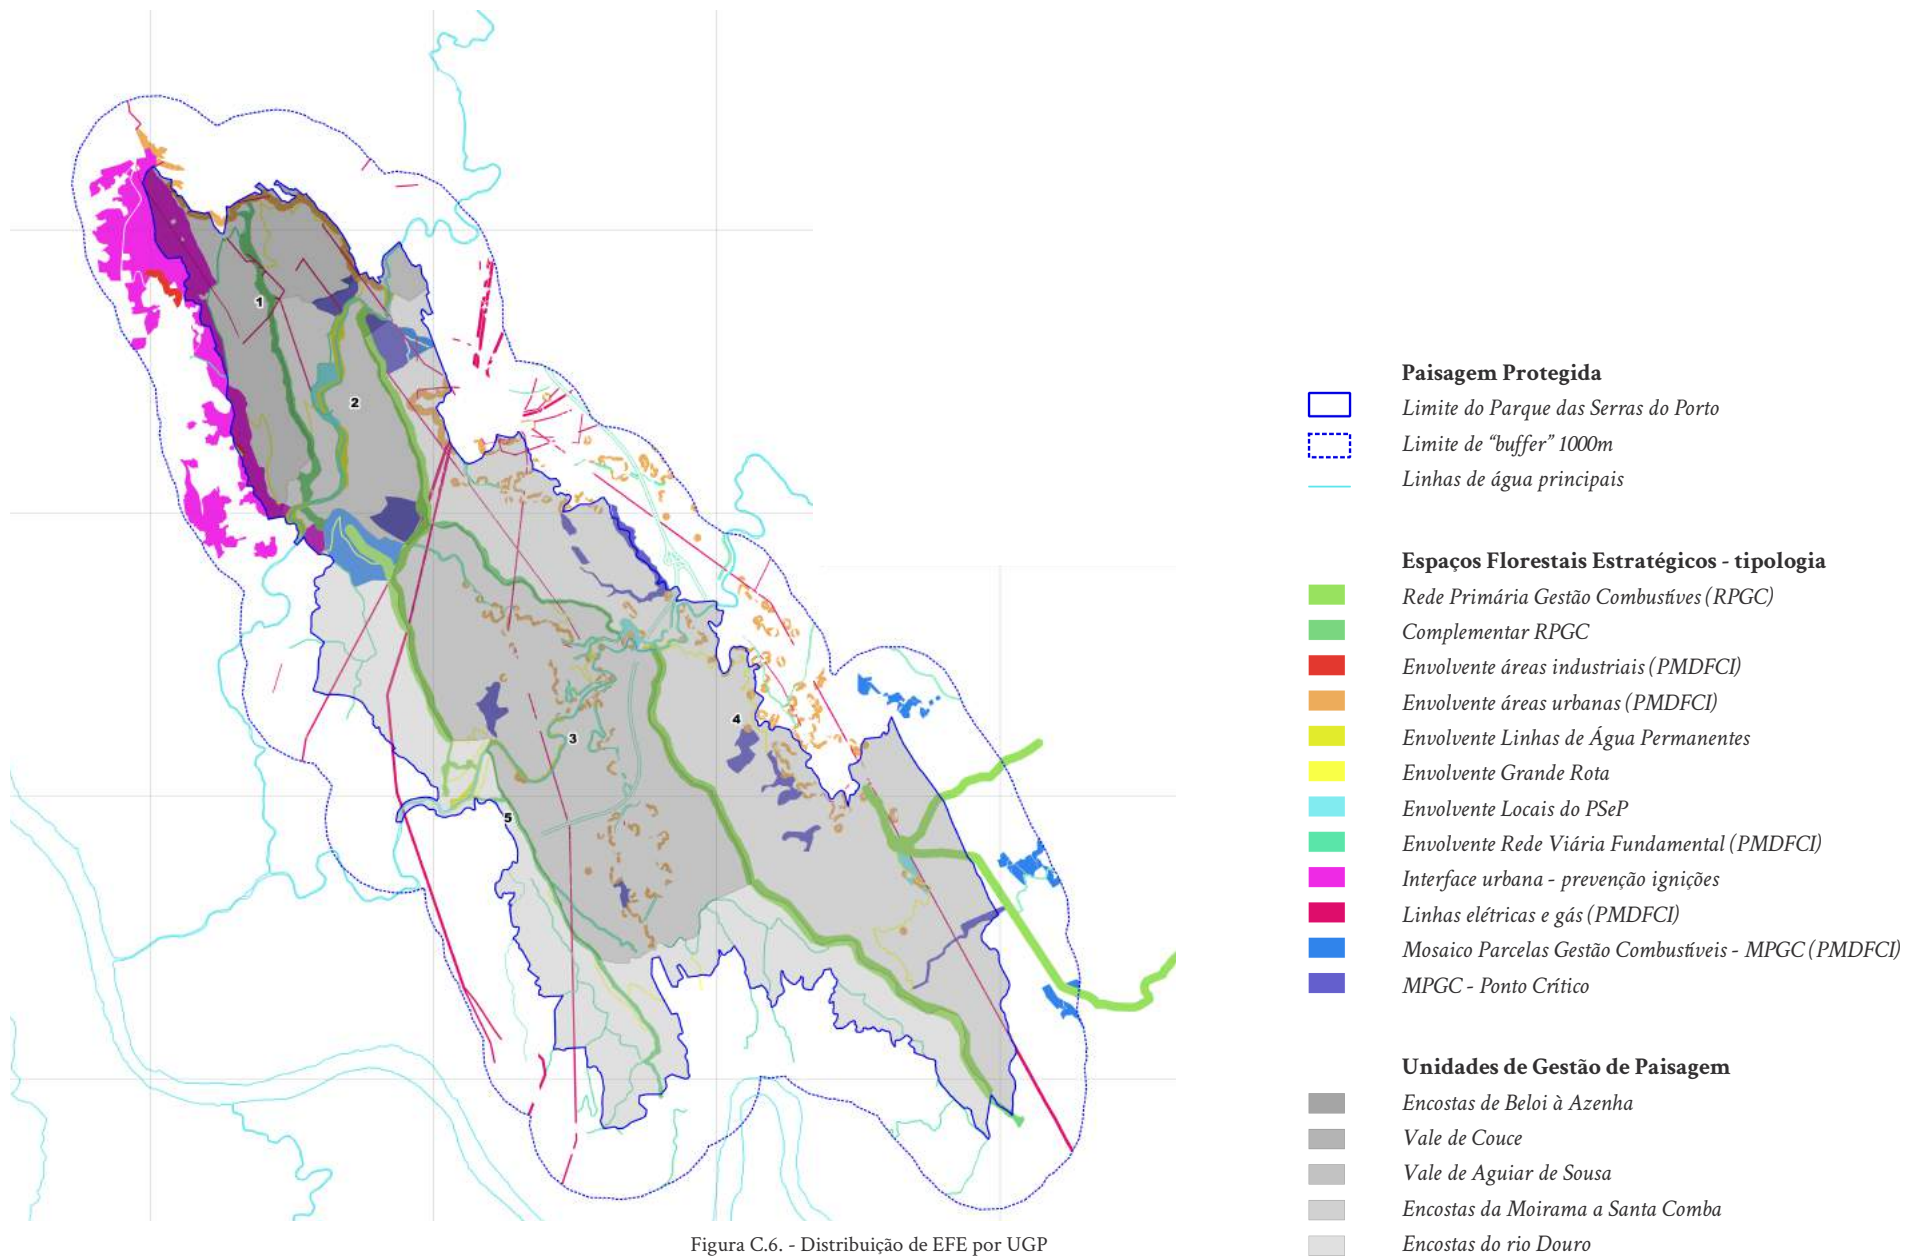 1
2
3
4
5
Paisagem Protegida
Limite do Parque das Serras do Porto
Limite de “buffer” 1000m
Linhas de água principais
Espaços Florestais Estratégicos - tipologia
Rede Primária Gestão Combustíves (RPGC)
Complementar RPGC
Envolvente áreas industriais (PMDFCI)
Envolvente áreas urbanas (PMDFCI)
Envolvente Linhas de Água Permanentes
Envolvente Grande Rota
Envolvente Locais do PSeP
Envolvente Rede Viária Fundamental (PMDFCI)
Interface urbana - prevenção ignições
Linhas elétricas e gás (PMDFCI)
Mosaico Parcelas Gestão Combustíveis - MPGC (PMDFCI)
MPGC - Ponto Crítico
Unidades de Gestão de Paisagem
Encostas de Beloi à Azenha
Vale de Couce
Vale de Aguiar de Sousa
Encostas da Moirama a Santa Comba
Encostas do rio Douro
Figura C.6. - Distribuição de EFE por UGP